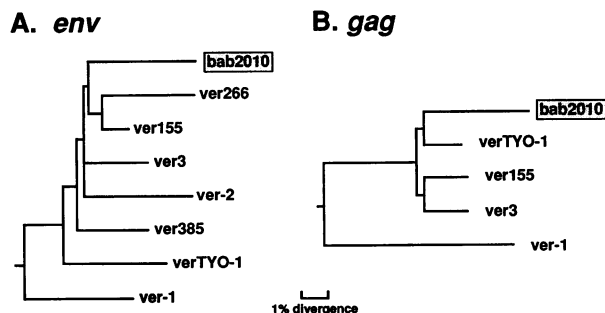 A. env
bab2010
ver266
ver155
ver3
ver-2
ver385
verTYO-1
ver-1
B. gag
bab2010
verTYO-1
ver155
ver3
ver-1
1% divergence